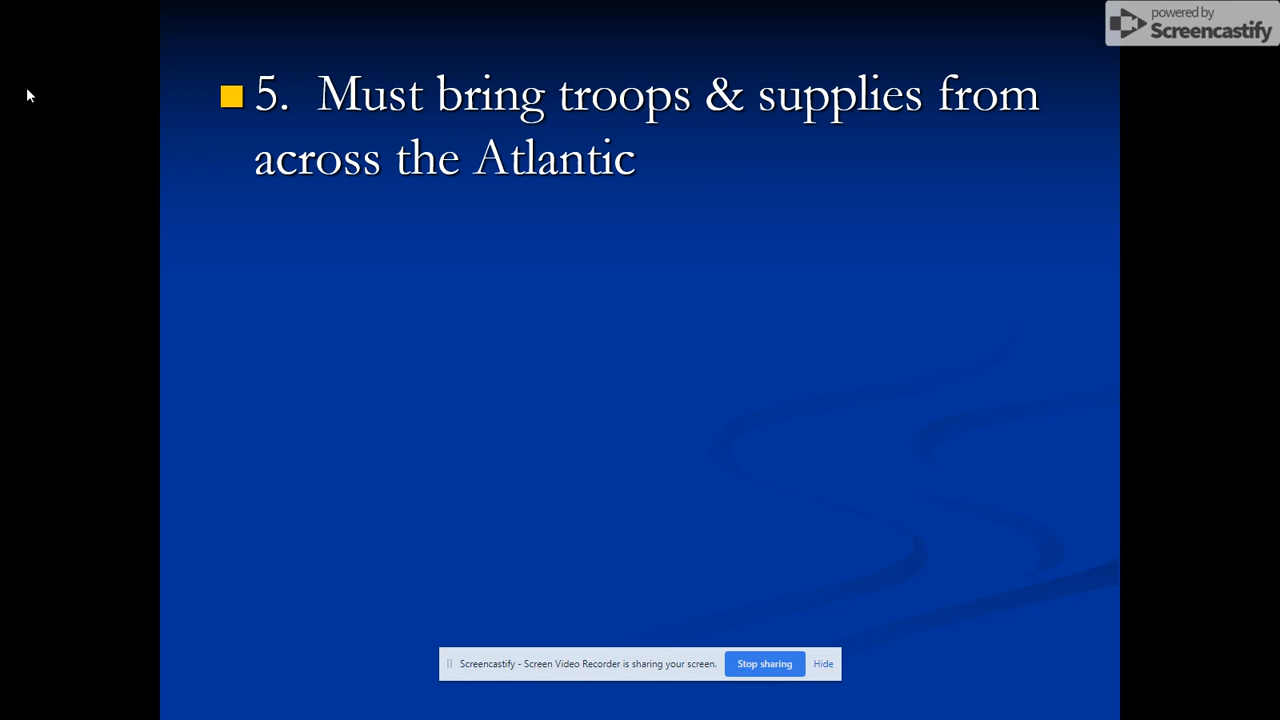 powered by
Screencastify
5. Must bring troops & supplies from
across the Atlantic
Screencastify - Screen Video Recorder is sharing your screen. Stop sharing Hide